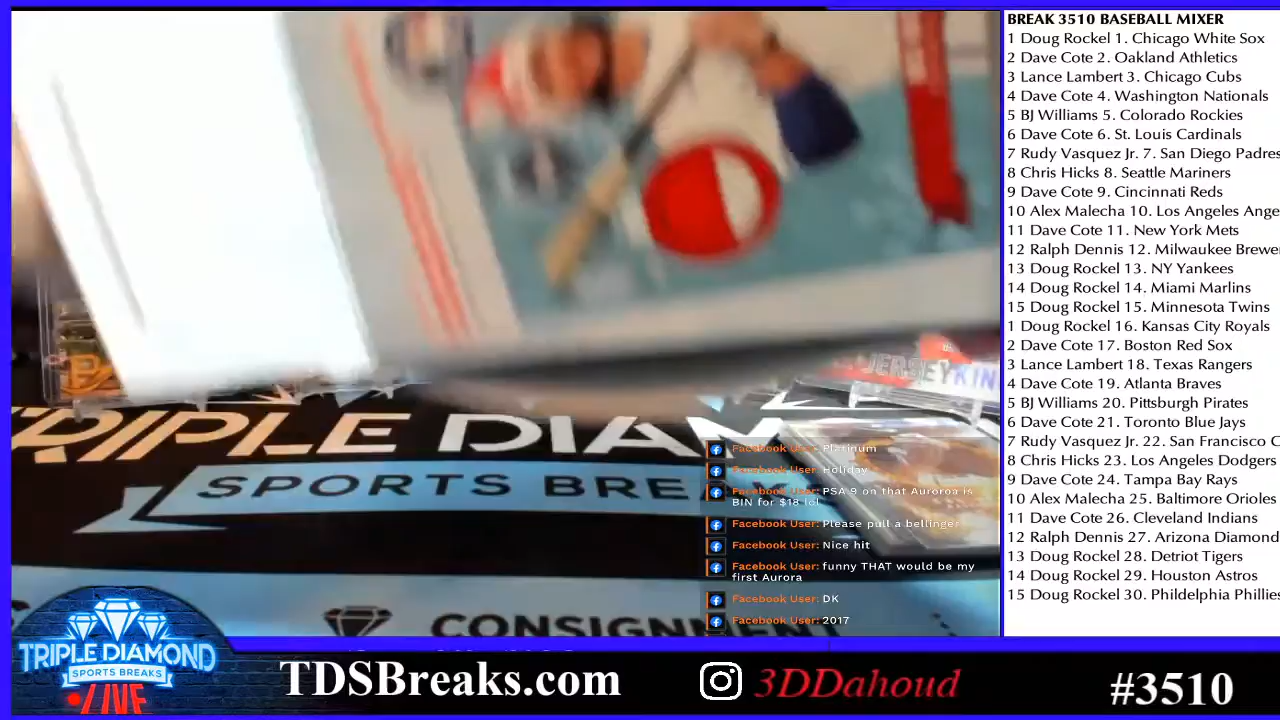 BREAK 3510 BASEBALL MIXER
1 Doug Rockel 1. Chicago White Sox
2 Dave Cote 2. Oakland Athletics
3 Lance Lambert 3. Chicago Cubs
4 Dave Cote 4. Washington Nationals
5 BJ Williams 5. Colorado Rockies
6 Dave Cote 6. St. Louis Cardinals
7 Rudy Vasquez Jr. 7. San Diego Padres
8 Chris Hicks 8. Seattle Mariners
9 Dave Cote 9. Cincinnati Reds
10 Alex Malecha 10. Los Angeles Ange
11 Dave Cote 11. New York Mets
12 Ralph Dennis 12. Milwaukee Brewe
13 Doug Rockel 13. NY Yankees
14 Doug Rockel 14. Miami Marlins
15 Doug Rockel 15. Minnesota Twins
1 Doug Rockel 16. Kansas City Royals
2 Dave Cote 17. Boston Red Sox
3 Lance Lambert 18. Texas Rangers
4 Dave Cote 19. Atlanta Braves
5 BJ Williams 20. Pittsburgh Pirates
6 Dave Cote 21. Toronto Blue Jays
7 Rudy Vasquez Jr. 22. San Francisco G
8 Chris Hicks 23. Los Angeles Dodgers
9 Dave Cote 24. Tampa Bay Rays
10 Alex Malecha 25. Baltimore Orioles
11 Dave Cote 26. Cleveland Indians
12 Ralph Dennis 27. Arizona Diamond
13 Doug Rockel 28. Detriot Tigers
14 Doug Rockel 29. Houston Astros
15 Doug Rockel 30. Philidelphia Phillies
JERSEYKIN
TRIPLE DIAM
SPORTS BREA
CONSIGNMENT
Facebook User: Platinum
Facebook User: Holiday
Facebook User: PSA 9 on that Auroroa is
BIN for $18 lol
Facebook User: Please pull a bellinger
Facebook User: Nice hit
Facebook User: funny THAT would be my
first Aurora
Facebook User: DK
Facebook User: 2017
TRIPLE DIAMOND
SPORTS BREAKS
LIVE
TDSBreaks.com
3DDahoud
#3510